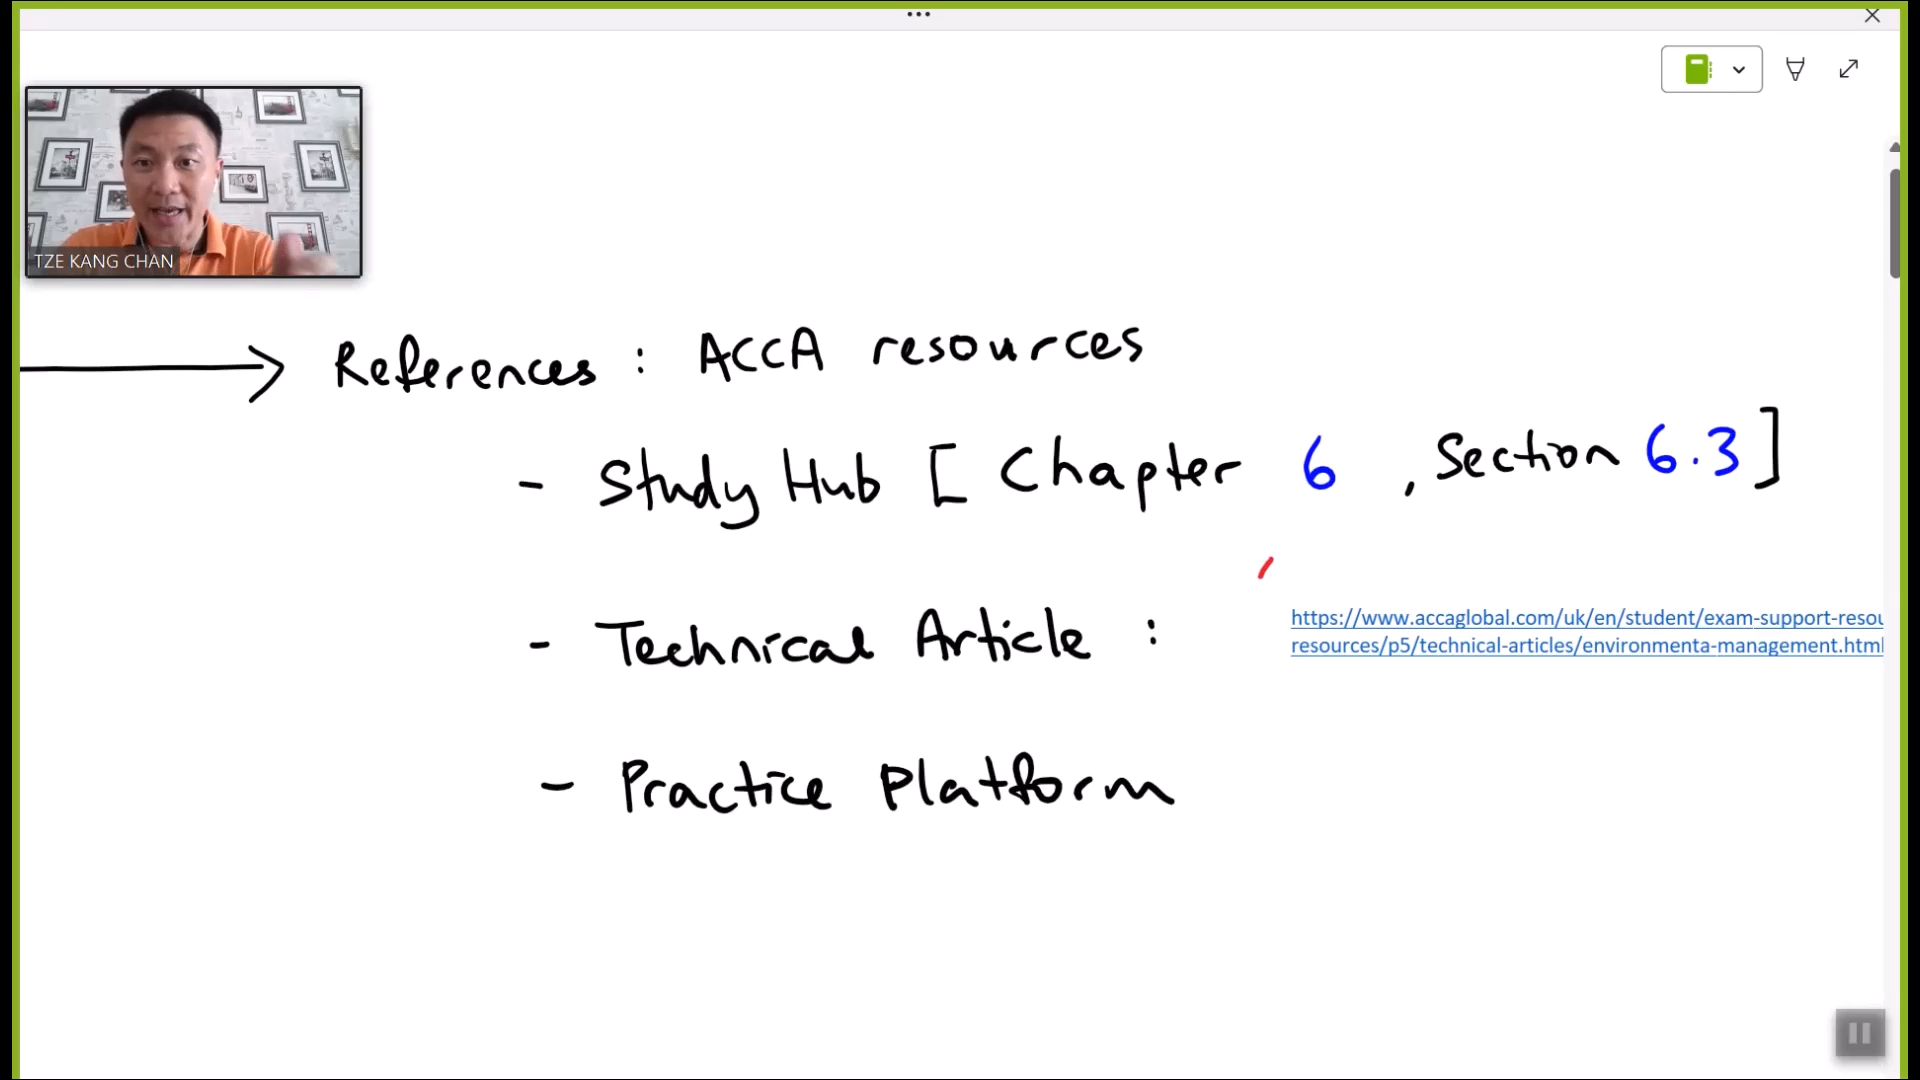 TZE KANG CHAN
References : ACCA resources
- Study Hub [ Chapter 6 , Section 6.3 ]
- Technical Article :
https://www.accaglobal.com/uk/en/student/exam-support-resou
resources/p5/technical-articles/environmenta-management.html
- Practice Platform